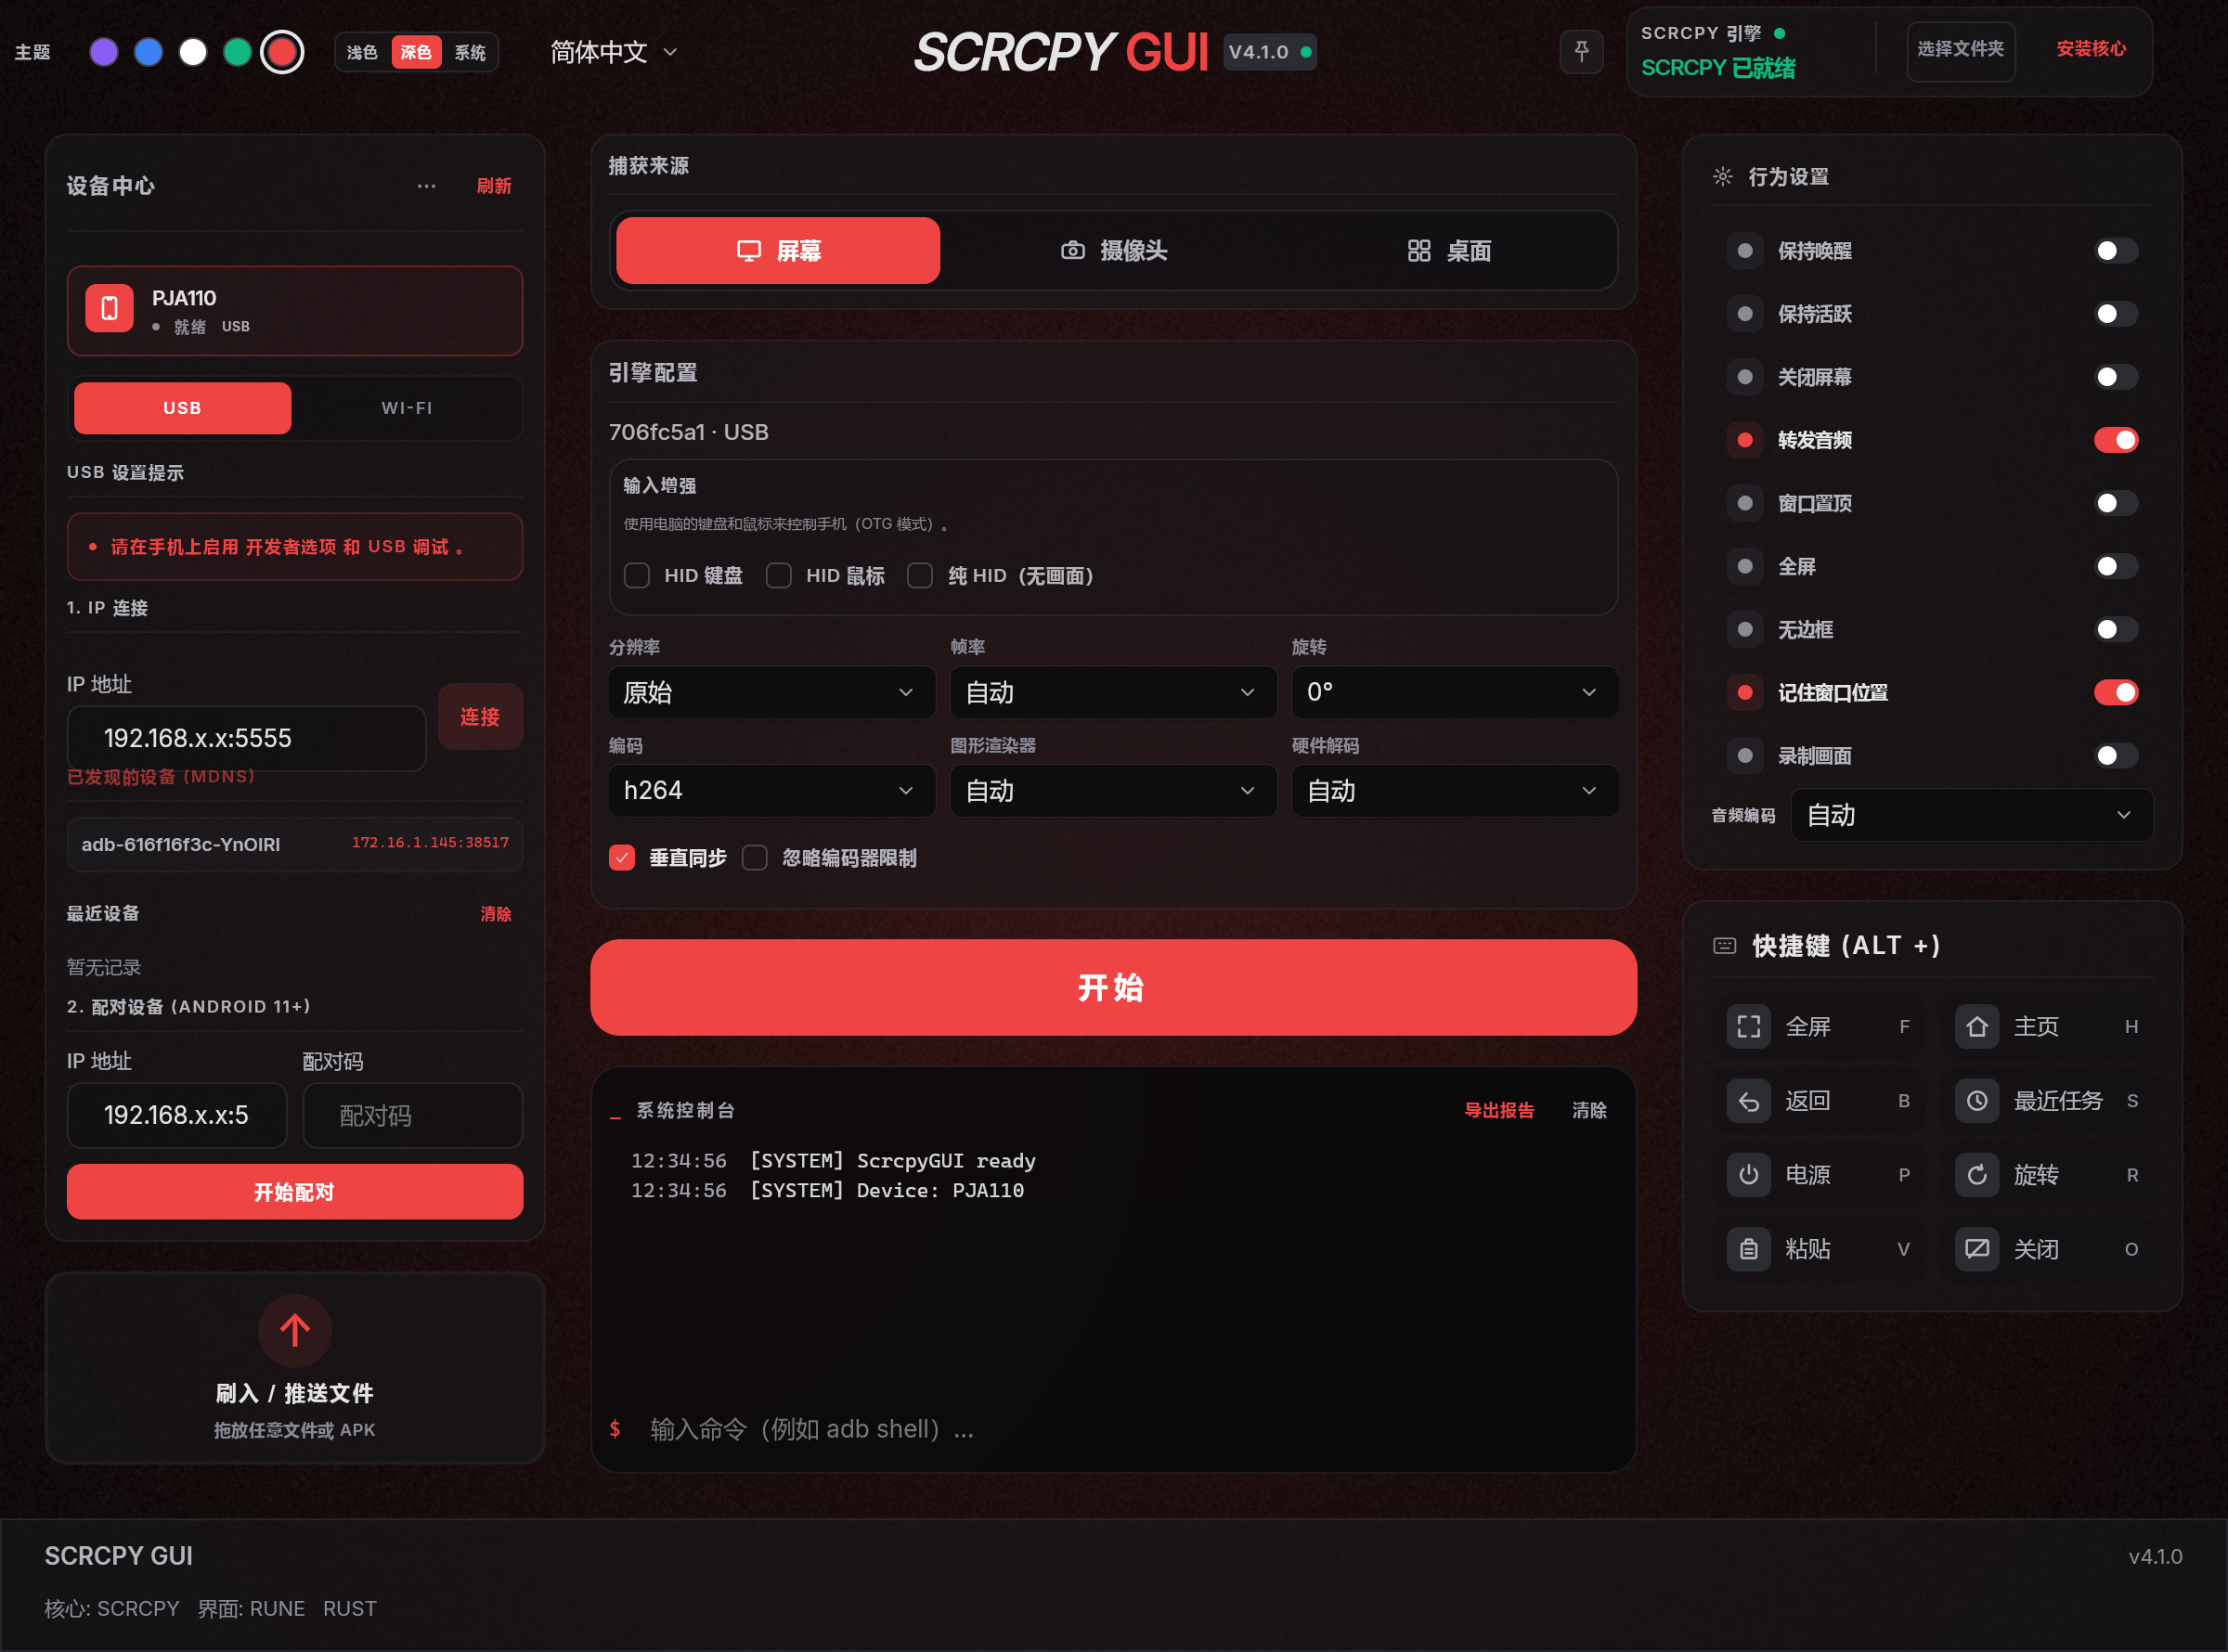 主题
浅色 深色 系统
简体中文
SCRCPY GUI V4.1.0
SCRCPY 引擎
SCRCPY 已就绪
选择文件夹
安装核心
设备中心 ... 刷新
PJA110
就绪 USB
USB WI-FI
USB 设置提示
请在手机上启用 开发者选项 和 USB 调试 。
1. IP 连接
IP 地址
192.168.x.x:5555
连接
已发现的设备 (MDNS)
adb-616f16f3c-YnOIRI 172.16.1.145:38517
最近设备 清除
暂无记录
2. 配对设备 (ANDROID 11+)
IP 地址 配对码
192.168.x.x:5 配对码
开始配对
刷入 / 推送文件
拖放任意文件或 APK
捕获来源
屏幕 摄像头 桌面
引擎配置
706fc5a1 · USB
输入增强
使用电脑的键盘和鼠标来控制手机（OTG 模式）。
HID 键盘 HID 鼠标 纯 HID（无画面）
分辨率 帧率 旋转
原始 自动 0°
编码 图形渲染器 硬件解码
h264 自动 自动
垂直同步 忽略编码器限制
开始
_ 系统控制台 导出报告 清除
12:34:56 [SYSTEM] ScrcpyGUI ready
12:34:56 [SYSTEM] Device: PJA110
$ 输入命令（例如 adb shell）...
行为设置
保持唤醒
保持活跃
关闭屏幕
转发音频
窗口置顶
全屏
无边框
记住窗口位置
录制画面
音频编码 自动
快捷键 (ALT +)
全屏 F 主页 H
返回 B 最近任务 S
电源 P 旋转 R
粘贴 V 关闭 O
SCRCPY GUI v4.1.0
核心: SCRCPY 界面: RUNE RUST